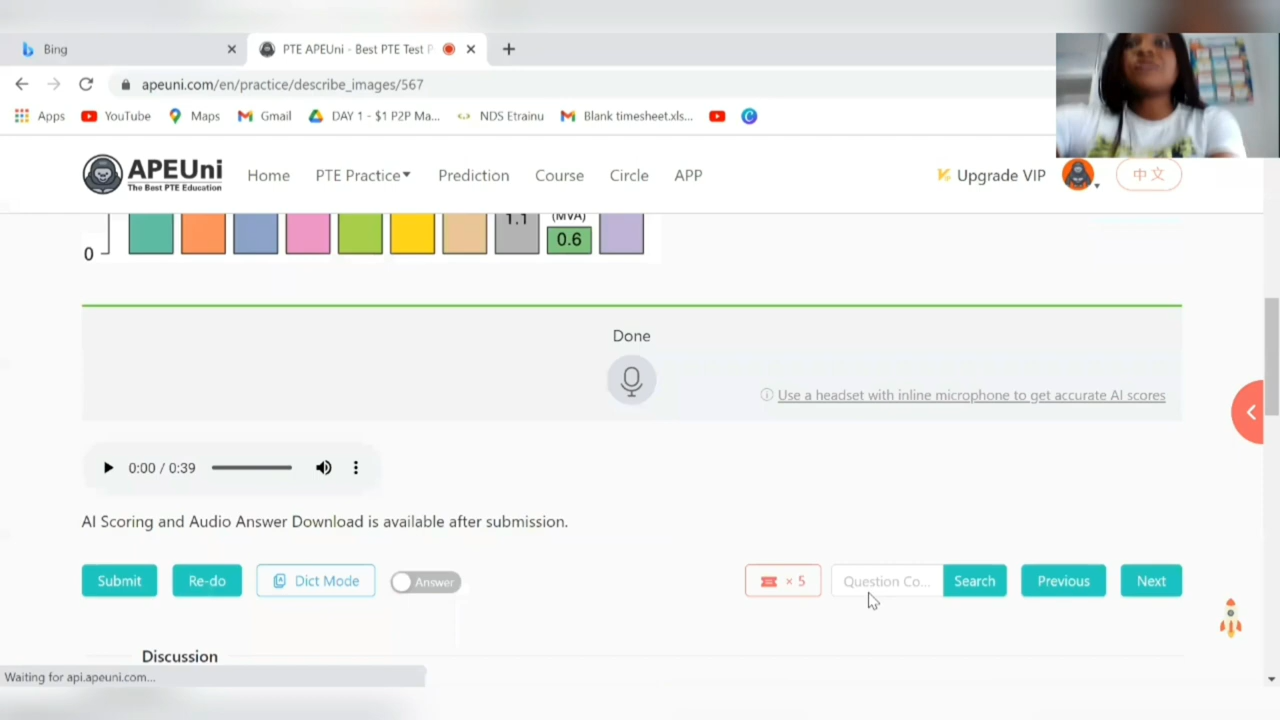 Bing
PTE APEUni - Best PTE Test P
apeuni.com/en/practice/describe_images/567
Apps YouTube Maps Gmail DAY 1 - $1 P2P Ma... NDS Etrainu Blank timesheet.xls...
APEUni
The Best PTE Education
Home PTE Practice Prediction Course Circle APP Upgrade VIP 中文
1.1 (MVA)
0 0.6
Done
Use a headset with inline microphone to get accurate AI scores
0:00 / 0:39
AI Scoring and Audio Answer Download is available after submission.
Submit Re-do Dict Mode Answer × 5 Question Co... Search Previous Next
Discussion
Waiting for api.apeuni.com...